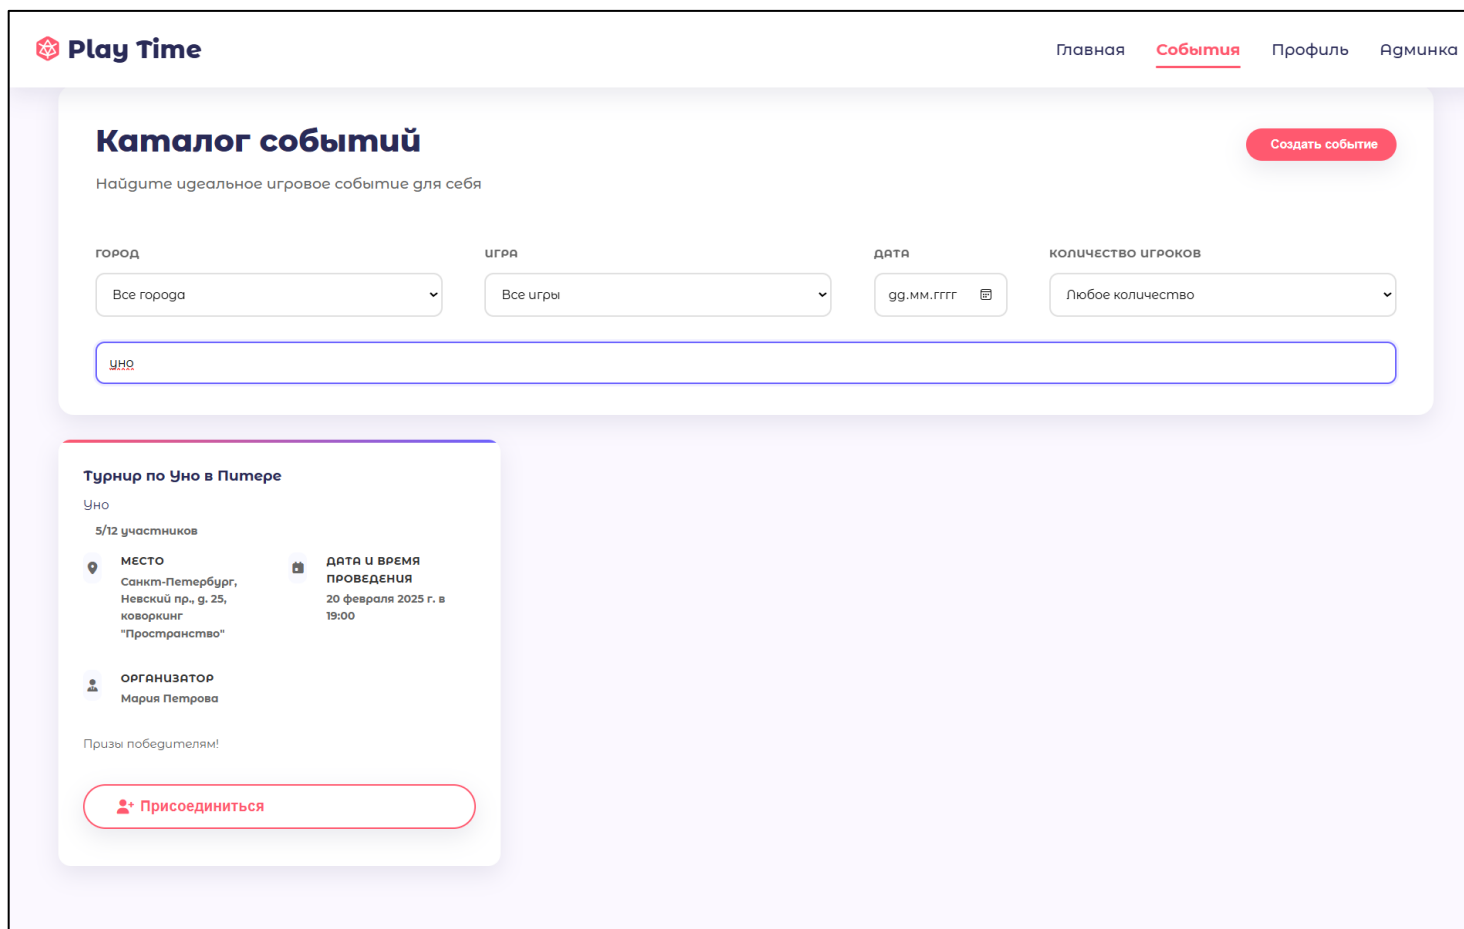 Play Time
Главная События Профиль Админка
Каталог событий
Создать событие
Найдите идеальное игровое событие для себя
ГОРОД ИГРА ДАТА КОЛИЧЕСТВО ИГРОКОВ
Все города Все игры дд.мм.гггг Любое количество
уно
Турнир по Уно в Питере
Уно
5/12 участников
МЕСТО
Санкт-Петербург,
Невский пр., д. 25,
коворкинг
"Пространство"
ДАТА И ВРЕМЯ
ПРОВЕДЕНИЯ
20 февраля 2025 г. в
19:00
ОРГАНИЗАТОР
Мария Петрова
Призы победителям!
Присоединиться